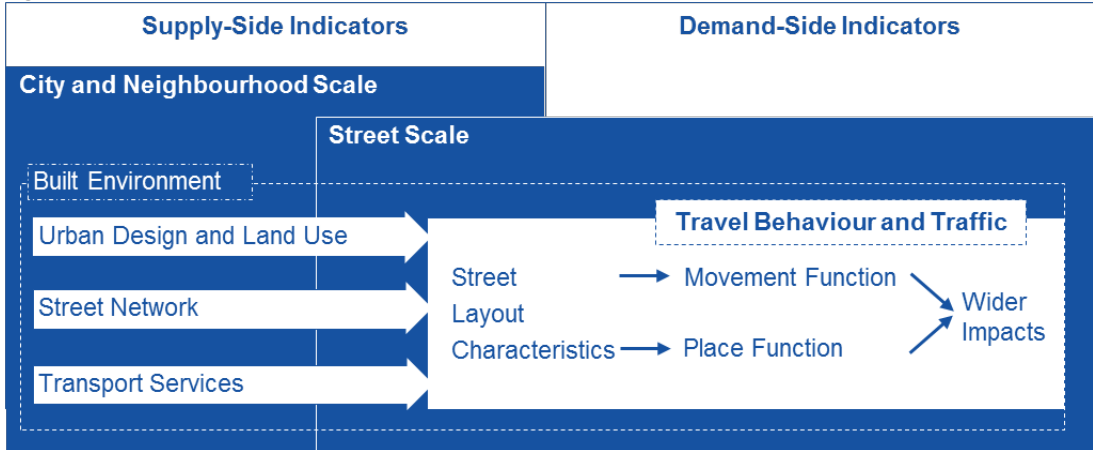 Supply-Side Indicators
Demand-Side Indicators
City and Neighbourhood Scale
Street Scale
Built Environment
Urban Design and Land Use
Travel Behaviour and Traffic
Street
Layout
Characteristics
Movement Function
Place Function
Wider
Impacts
Street Network
Transport Services